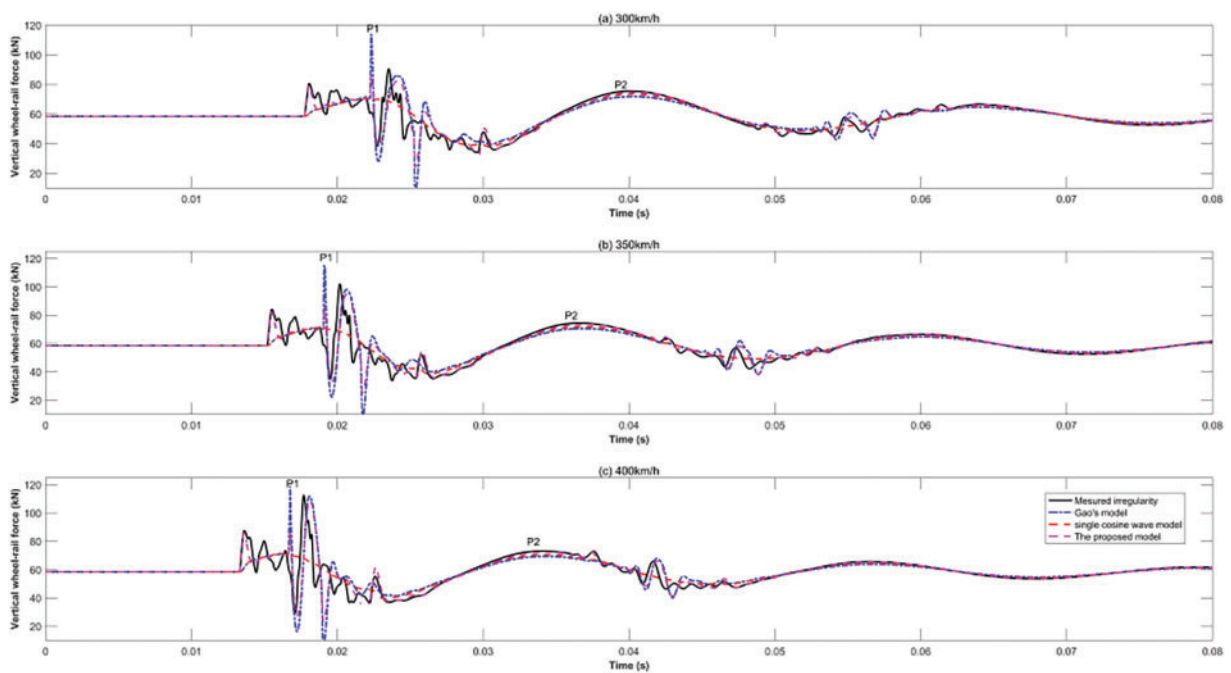 (a) 300km/h
Vertical wheel-rail force (kN)
120
100
80
60
40
20
P1
P2
0
0.01
0.02
0.03
0.04
0.05
0.06
0.07
0.08
Time (s)
(b) 350km/h
Vertical wheel-rail force (kN)
120
100
80
60
40
20
P1
P2
0
0.01
0.02
0.03
0.04
0.05
0.06
0.07
0.08
Time (s)
(c) 400km/h
Vertical wheel-rail force (kN)
120
100
80
60
40
20
P1
P2
Mesured irregularity
Gao's model
single cosine wave model
The proposed model
0
0.01
0.02
0.03
0.04
0.05
0.06
0.07
0.08
Time (s)